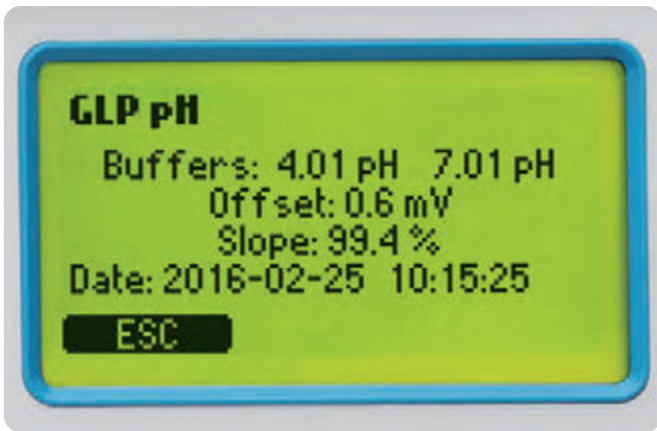 GLP pH
Buffers: 4.01 pH 7.01 pH
Offset: 0.6 mV
Slope: 99.4 %
Date: 2016-02-25 10:15:25
ESC